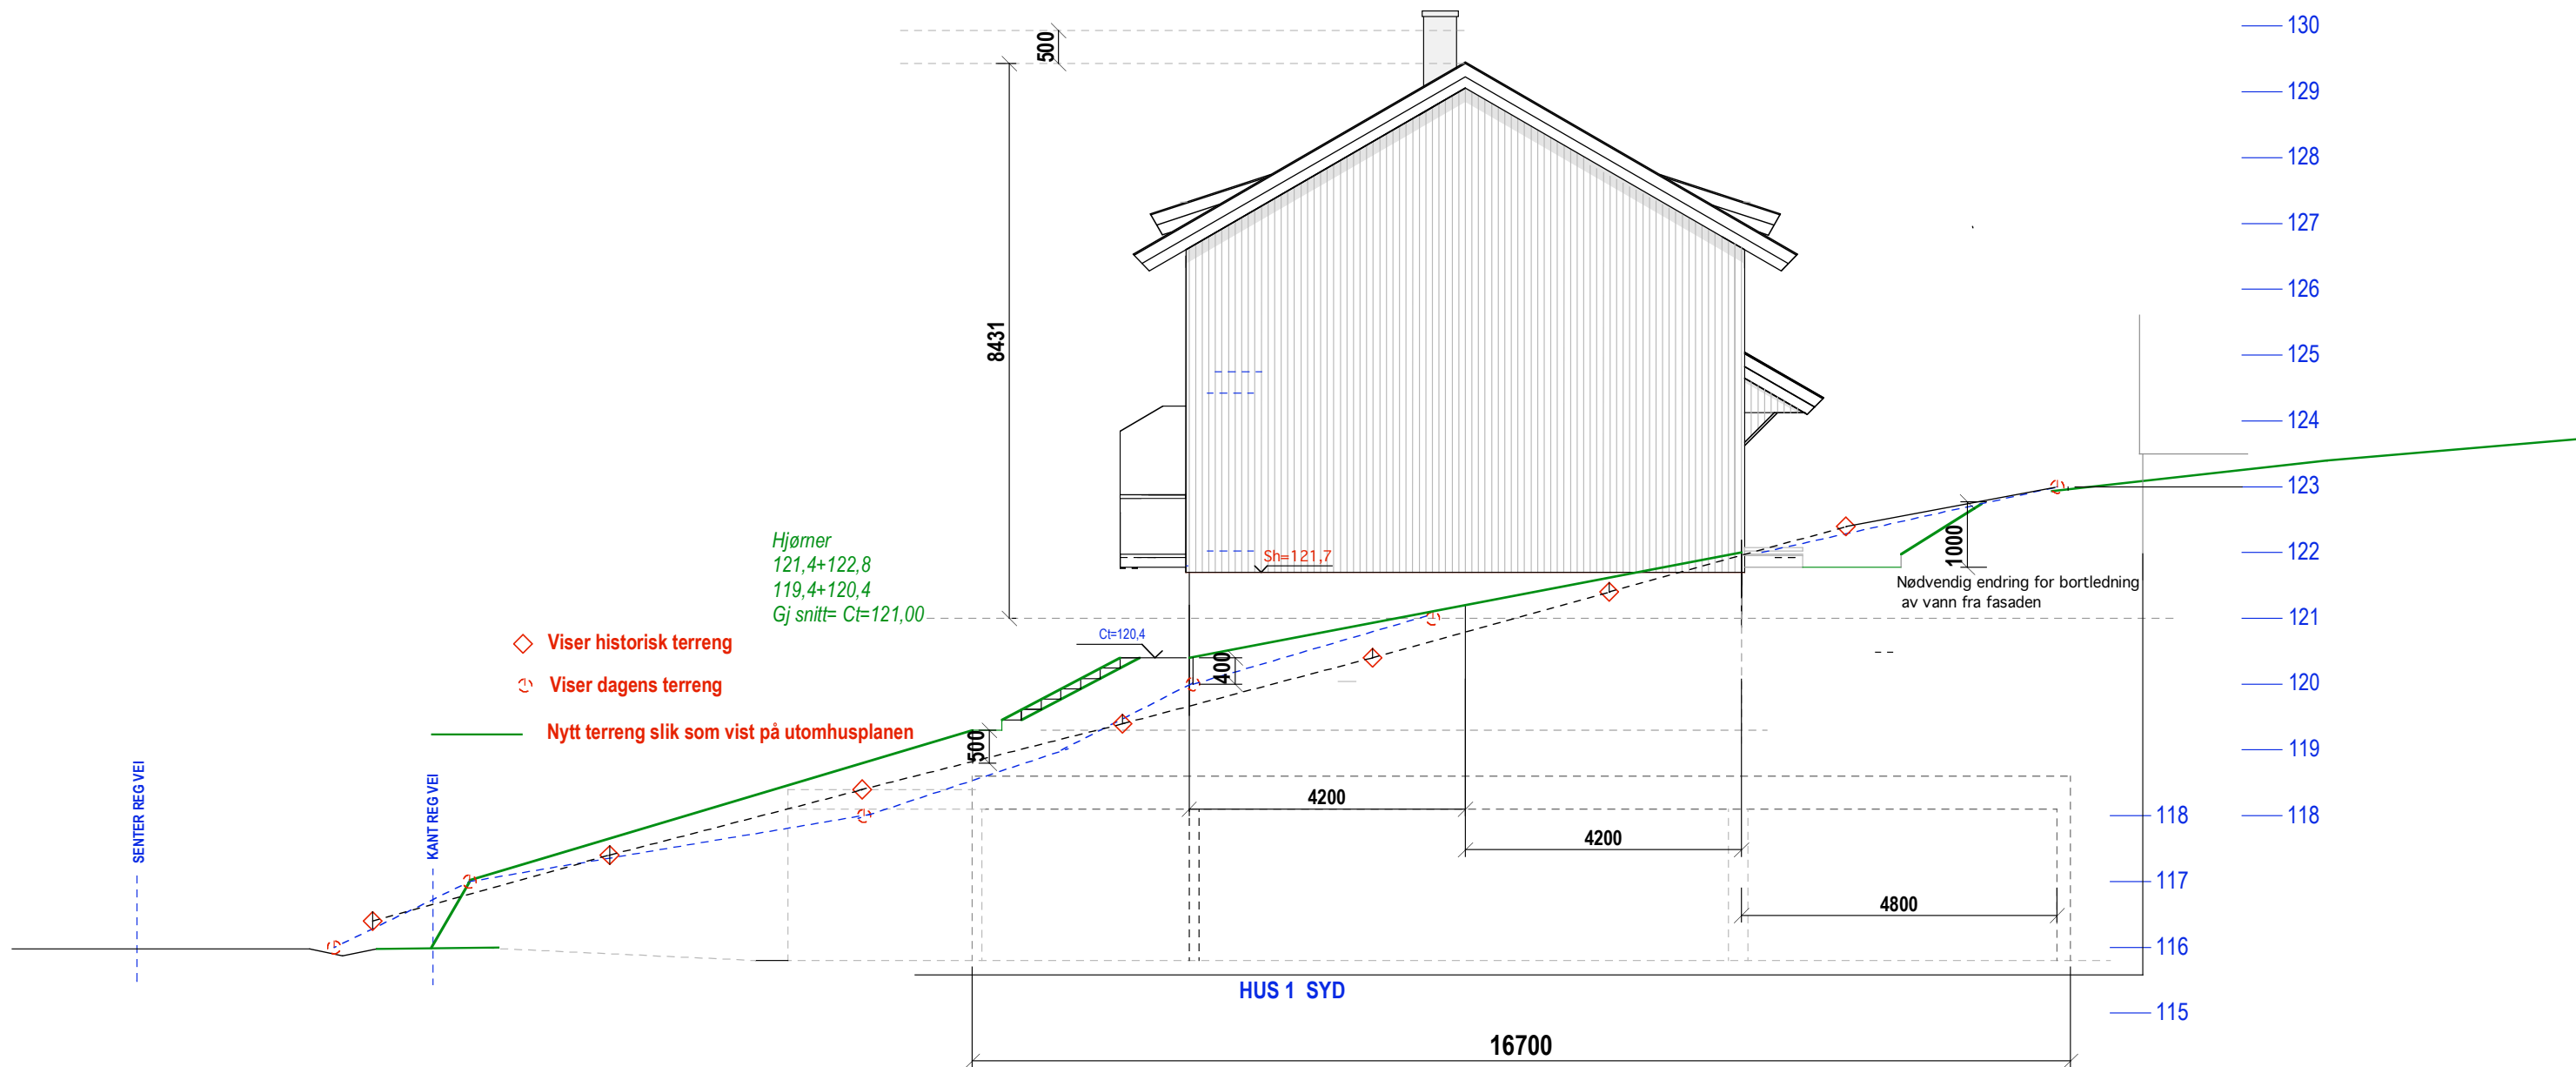 130
500
129
128
127
126
8431
125
124
123
Hjørner
121,4+122,8
119,4+120,4
Gj snitt= Ct=121,00
Sh=121,7
122
1000
Nødvendig endring for bortledning
av vann fra fasaden
121
Viser historisk terreng
Ct=120,4
400
120
Viser dagens terreng
Nytt terreng slik som vist på utomhusplanen
500
119
SENTER REG VEI
KANT REG VEI
4200
118
118
4200
117
4800
116
HUS 1 SYD
115
16700